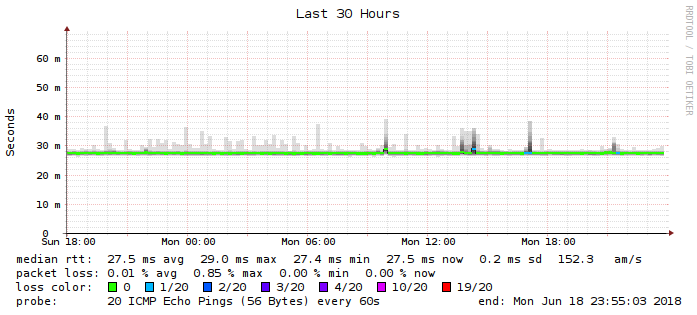 Last 30 Hours
RRDTOOL / TOBI OETIKER
Seconds
60 m
50 m
40 m
30 m
20 m
10 m
0
Sun 18:00 Mon 00:00 Mon 06:00 Mon 12:00 Mon 18:00
median rtt: 27.5 ms avg 29.0 ms max 27.4 ms min 27.5 ms now 0.2 ms sd 152.3 am/s
packet loss: 0.01 % avg 0.85 % max 0.00 % min 0.00 % now
loss color: 0 1/20 2/20 3/20 4/20 10/20 19/20
probe: 20 ICMP Echo Pings (56 Bytes) every 60s end: Mon Jun 18 23:55:03 2018